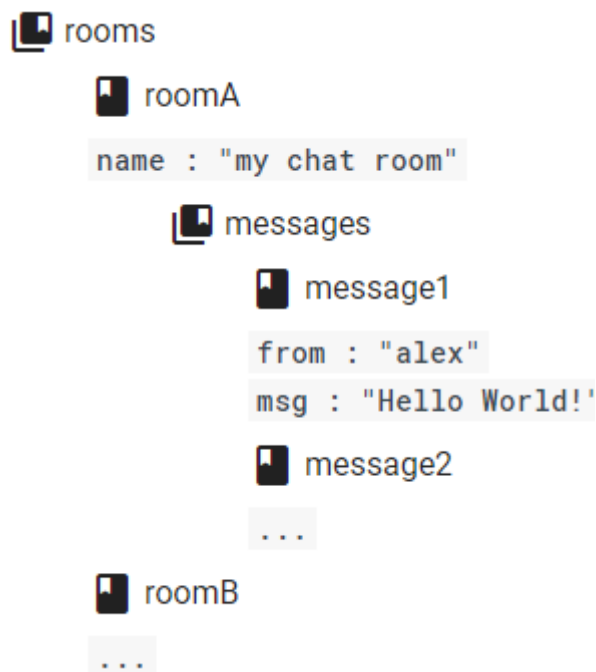 rooms
roomA
name : "my chat room"
messages
message1
from : "alex"
msg : "Hello World!"
message2
...
roomB
...